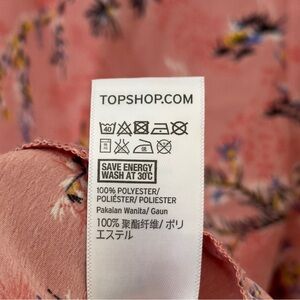 TOPSHOP.COM
40
SAVE ENERGY
WASH AT 30°C
100% POLYESTER/
POLIÉSTER/ POLIESTER
Pakaian Wanita/ Gaun
100% 聚酯纤维/ ポリ
エステル